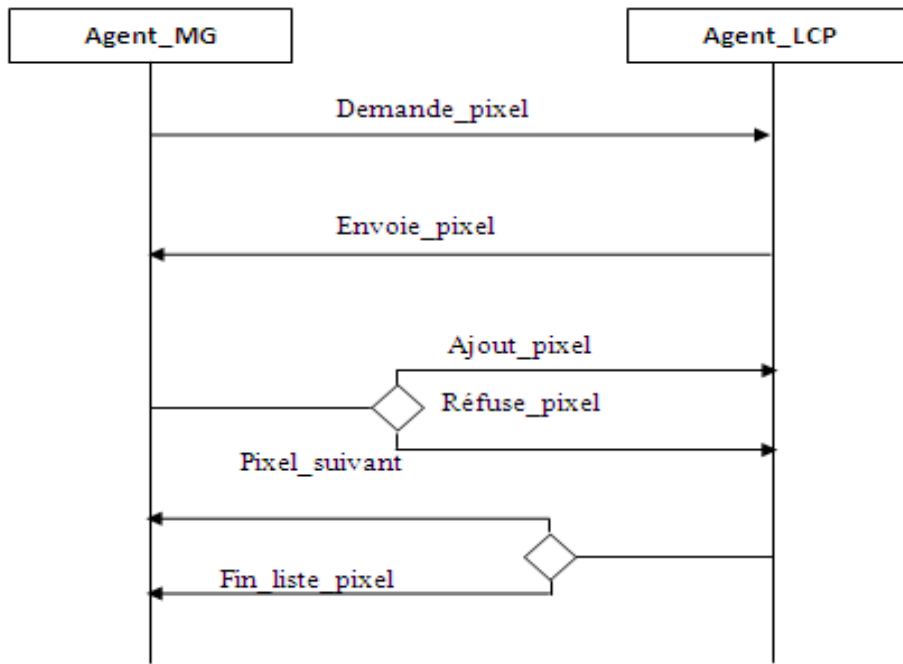 Agent_MG
Agent_LCP
Demande_pixel
Envoie_pixel
Ajout_pixel
Réfuse_pixel
Pixel_suivant
Fin_liste_pixel